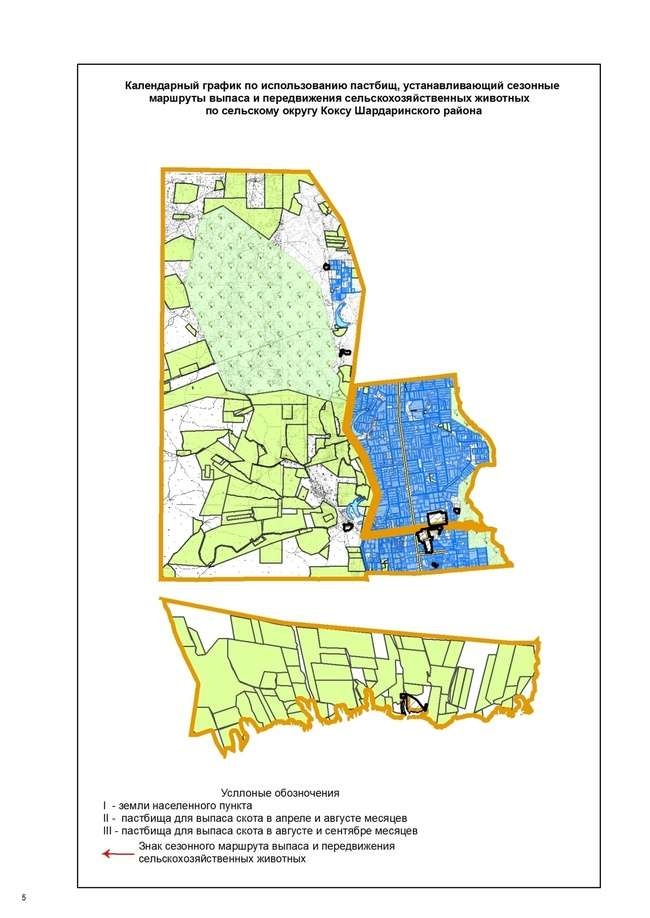 Календарный график по использованию пастбищ, устанавливающий сезонные
маршруты выпаса и передвижения сельскохозяйственных животных
по сельскому округу Коксу Шардаринского района
Усллоные обозночения
I - земли населенного пункта
II - пастбища для выпаса скота в апреле и августе месяцев
III - пастбища для выпаса скота в августе и сентябре месяцев
Знак сезонного маршрута выпаса и передвижения
сельскохозяйственных животных
5